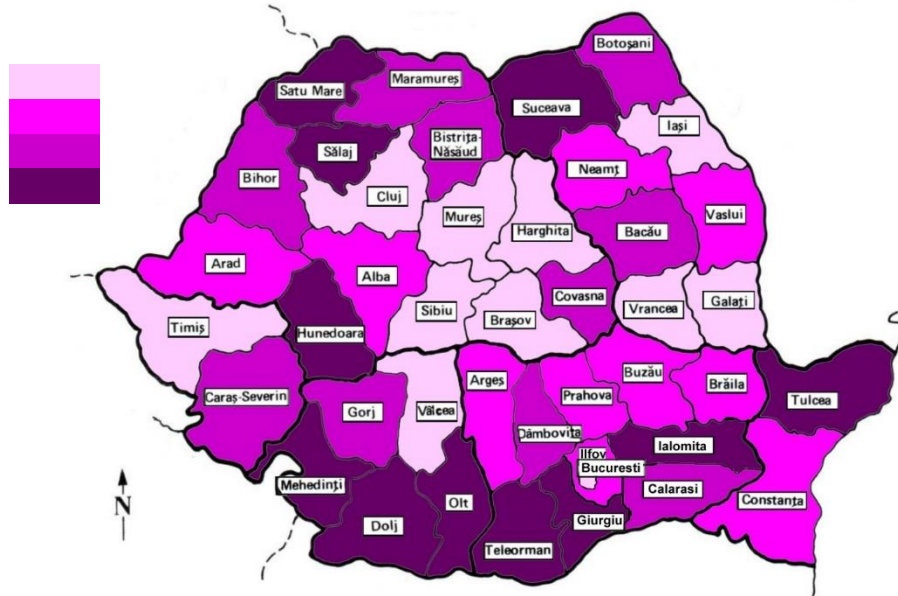 Botoșani
Maramureș
Satu Mare
Suceava
Iași
Bistrița-
Năsăud
Sălaj
Neamț
Bihor
Cluj
Mureș
Vaslui
Harghita
Bacău
Arad
Alba
Covasna
Galați
Sibiu
Vrancea
Brașov
Timiș
Hunedoara
Buzău
Argeș
Brăila
Caraș-Severin
Prahova
Tulcea
Gorj
Vâlcea
Dâmbovița
Ialomita
Ilfov
Bucuresti
Mehedinți
Calarasi
Olt
Constanța
Giurgiu
Dolj
Teleorman
N